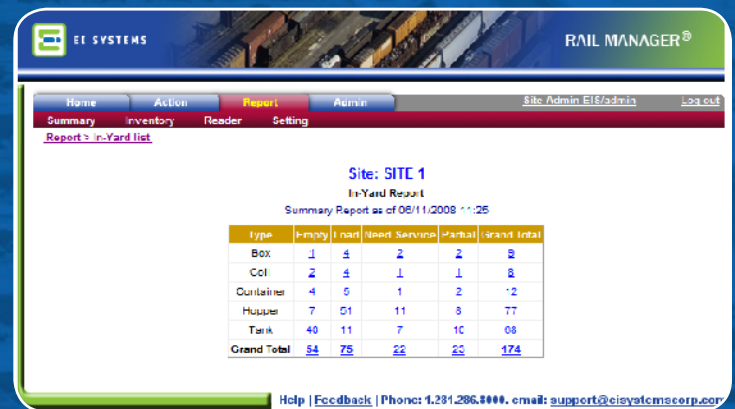 EI SYSTEMS
RAIL MANAGER®
Home Action Report Admin Site Admin EIS/admin Log out
Summary Inventory Reader Setting
Report > In-Yard list
Site: SITE 1
In-Yard Report
Summary Report as of 06/11/2008 11:25
Type Empty Load Need Service Partial Grand Total
Box 1 4 2 2 9
Coil 2 4 1 1 8
Container 4 5 1 2 12
Hopper 7 51 11 8 77
Tank 40 11 7 10 68
Grand Total 54 75 22 23 174
Help | Feedback | Phone: 1.281.286.8000, email: support@eisystemscorp.com